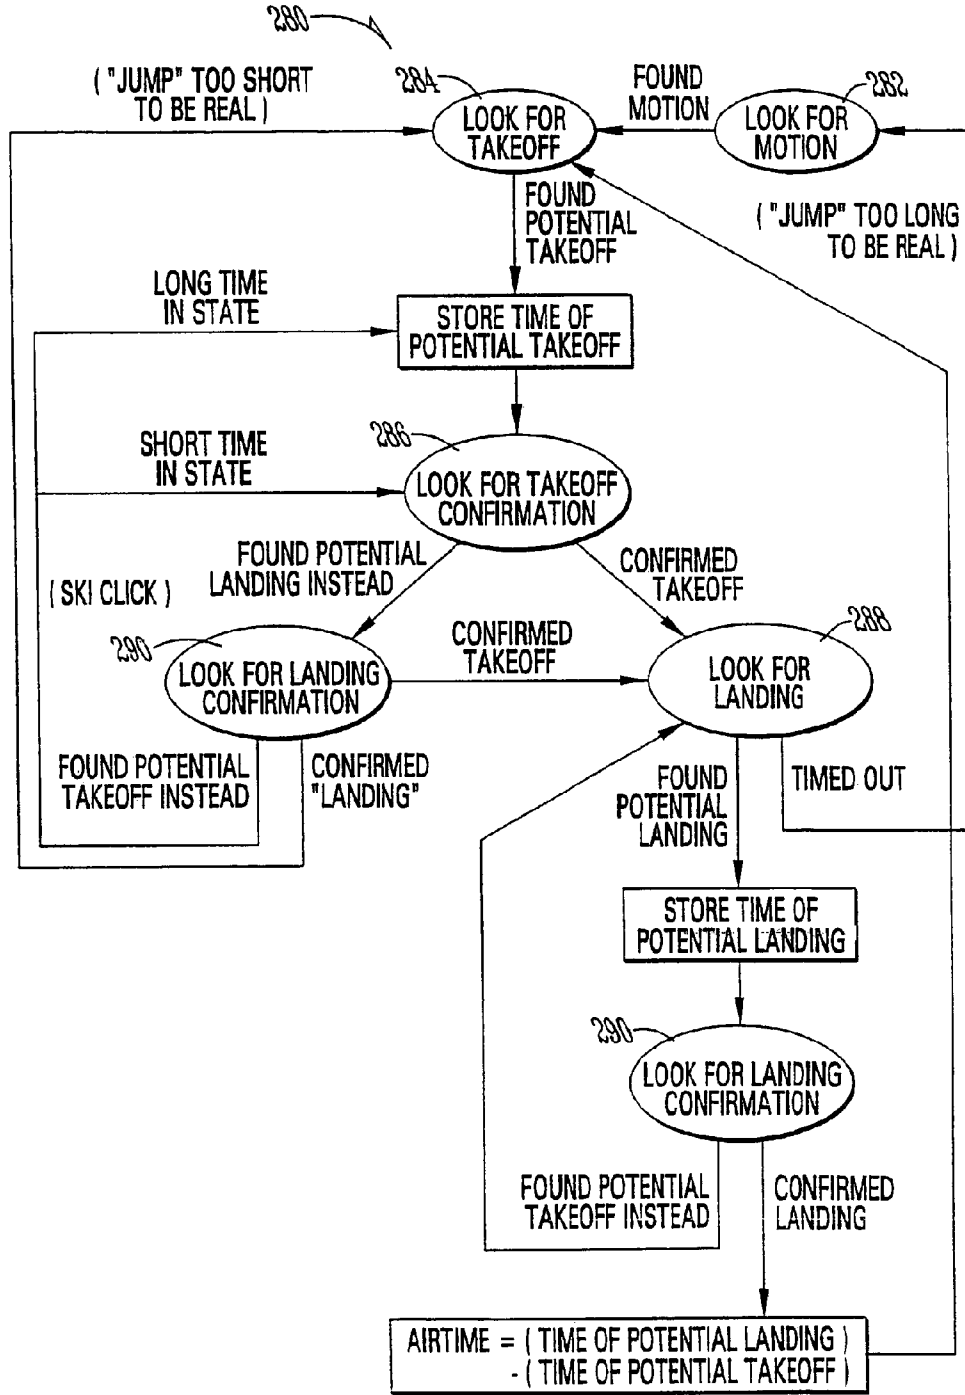 280
( "JUMP" TOO SHORT
TO BE REAL )
284
LOOK FOR
TAKEOFF
FOUND
MOTION
282
LOOK FOR
MOTION
FOUND
POTENTIAL
TAKEOFF
( "JUMP" TOO LONG
TO BE REAL )
LONG TIME
IN STATE
STORE TIME OF
POTENTIAL TAKEOFF
SHORT TIME
IN STATE
286
LOOK FOR TAKEOFF
CONFIRMATION
FOUND POTENTIAL
LANDING INSTEAD
CONFIRMED
TAKEOFF
( SKI CLICK )
290
LOOK FOR LANDING
CONFIRMATION
CONFIRMED
TAKEOFF
288
LOOK FOR
LANDING
FOUND POTENTIAL
TAKEOFF INSTEAD
CONFIRMED
"LANDING"
FOUND
POTENTIAL
LANDING
TIMED OUT
STORE TIME OF
POTENTIAL LANDING
290
LOOK FOR LANDING
CONFIRMATION
FOUND POTENTIAL
TAKEOFF INSTEAD
CONFIRMED
LANDING
AIRTIME = ( TIME OF POTENTIAL LANDING )
- ( TIME OF POTENTIAL TAKEOFF )